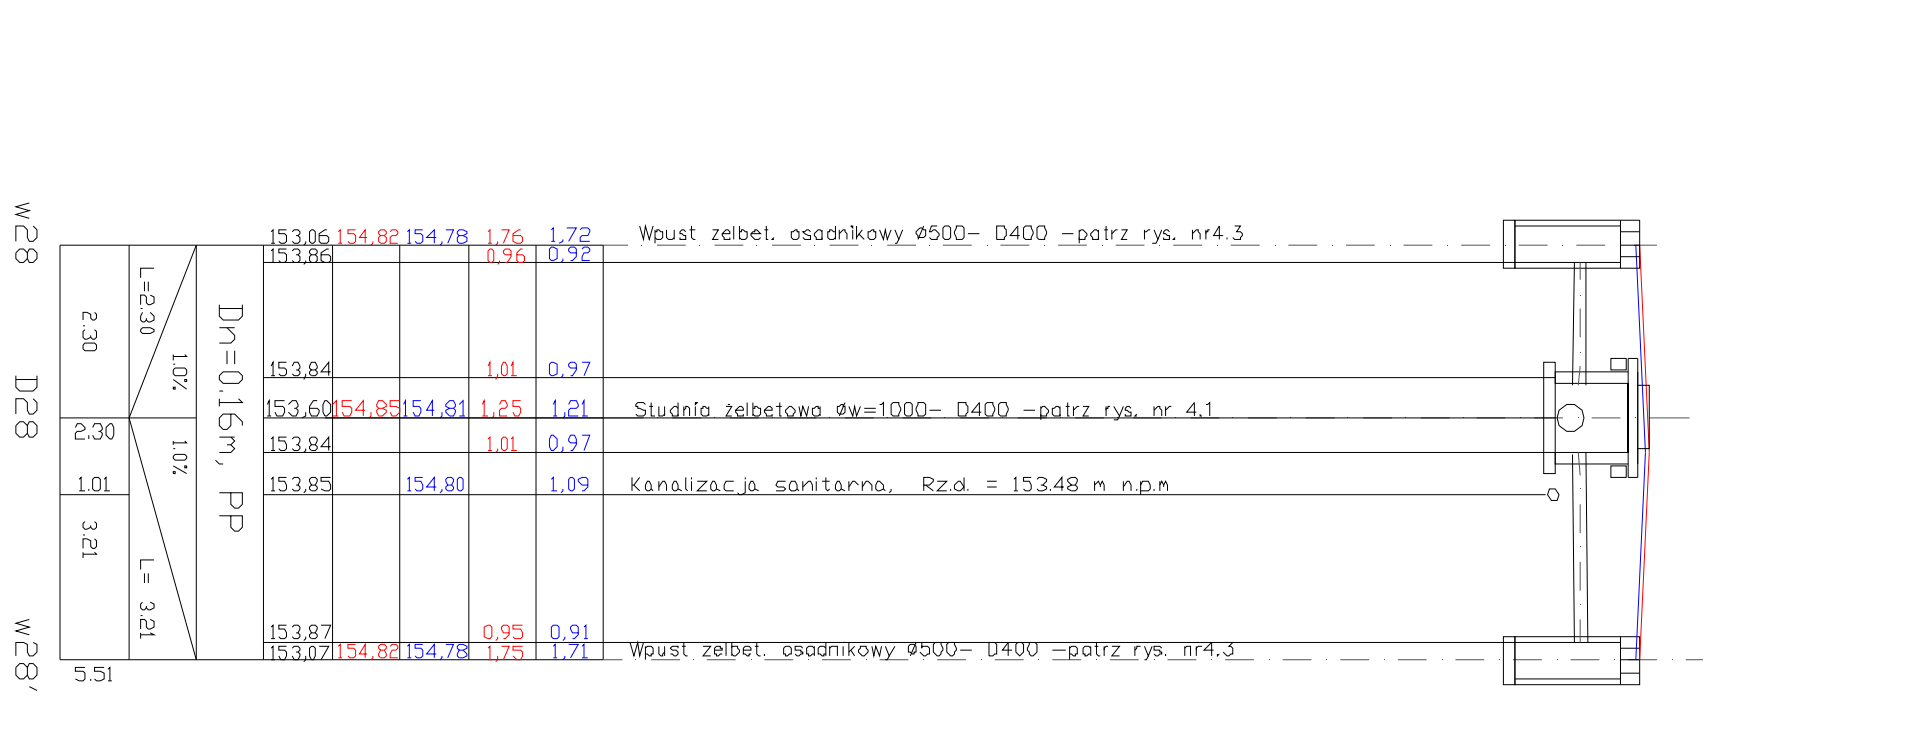 w28
D28
w28'
2.30
2.30
1.01
3.21
5.51
L=2.30
1.0%
1.0%
L= 3.21
Dn=0.16m, PP
153,06 154,82 154,78 1,76 1,72 Wpust zelbet. osadnikowy ø500- D400 -patrz rys. nr4.3
153,86 0,96 0,92
153,84 1,01 0,97
153,60 154,85 154,81 1,25 1,21 Studnia żelbetowa øw=1000- D400 -patrz rys. nr 4.1
153,84 1,01 0,97
153,85 154,80 1,09 Kanalizacja sanitarna, Rz.d. = 153.48 m n.p.m
153,87 0,95 0,91
153,07 154,82 154,78 1,75 1,71 Wpust zelbet. osadnikowy ø500- D400 -patrz rys. nr4.3